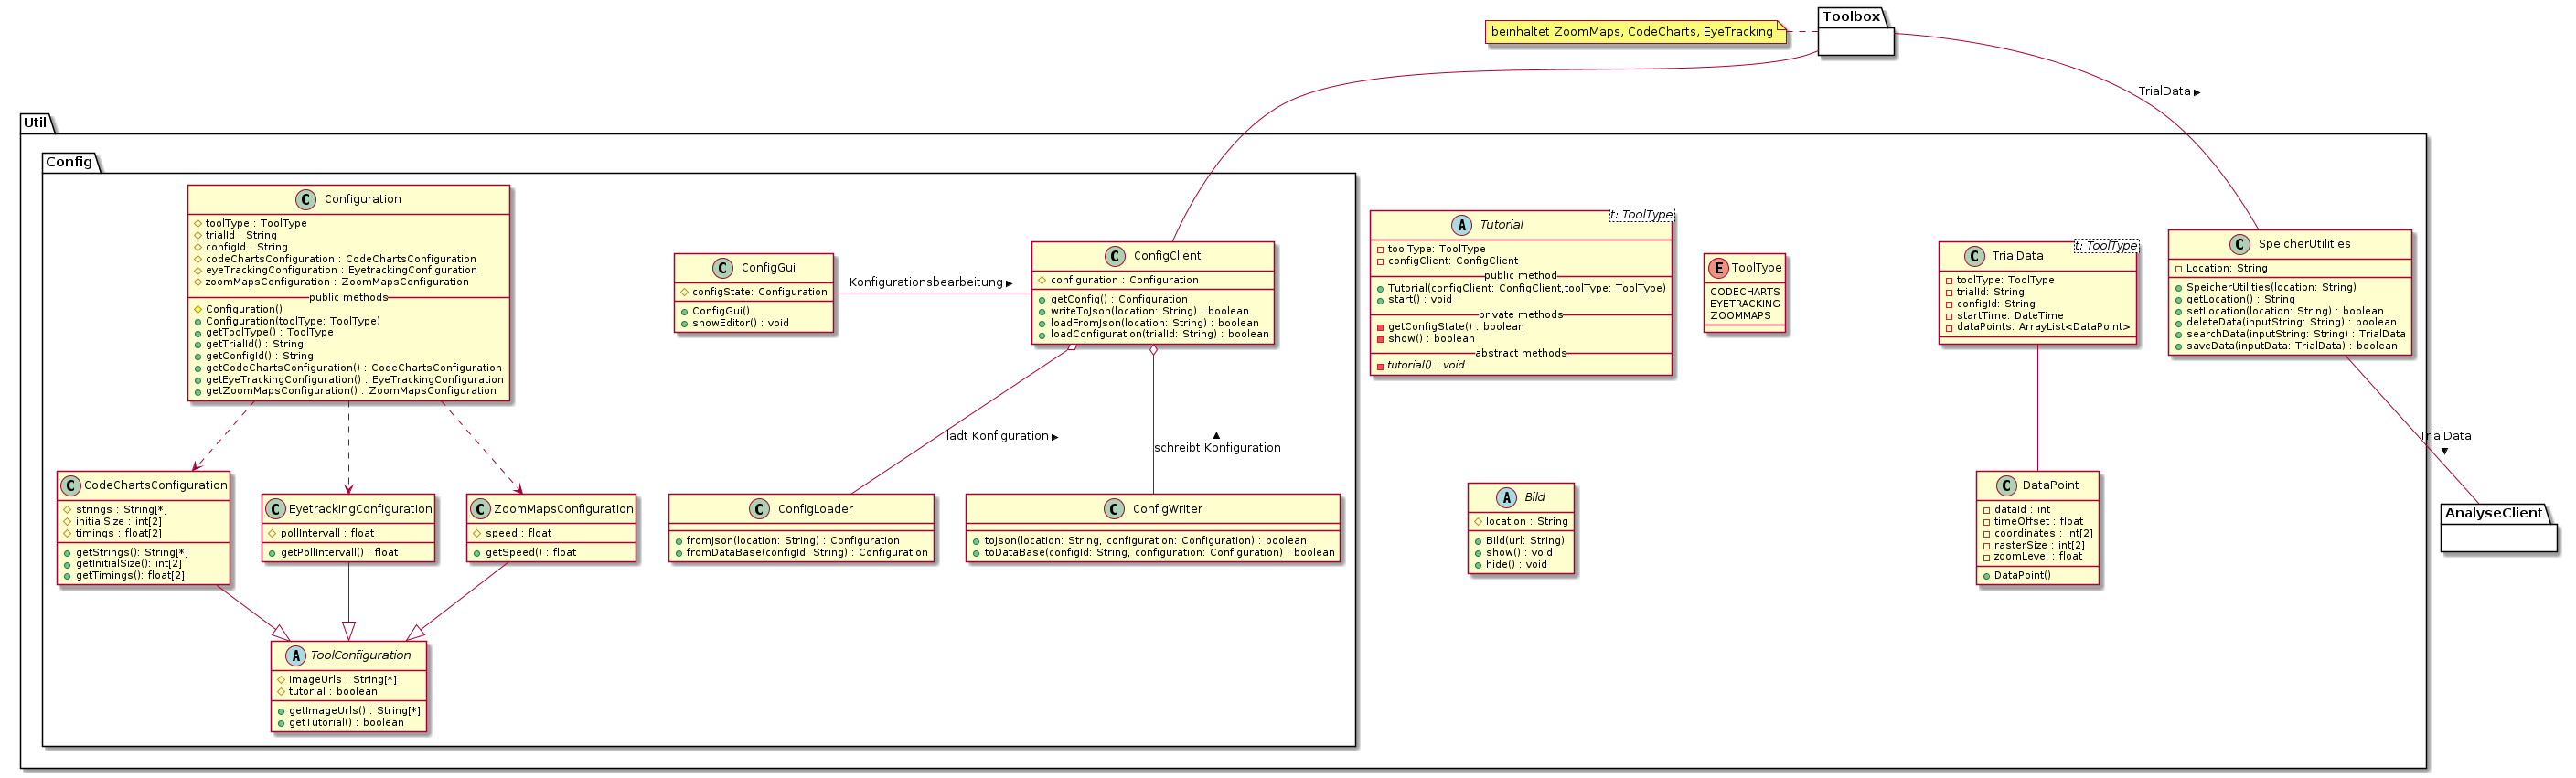 Toolbox
beinhaltet ZoomMaps, CodeCharts, EyeTracking
TrialData
Util
Config
C Configuration
toolType : ToolType
trialId : String
configId : String
codeChartsConfiguration : CodeChartsConfiguration
eyeTrackingConfiguration : EyetrackingConfiguration
zoomMapsConfiguration : ZoomMapsConfiguration
public methods
Configuration()
Configuration(toolType: ToolType)
getToolType() : ToolType
getTrialId() : String
getConfigId() : String
getCodeChartsConfiguration() : CodeChartsConfiguration
getEyeTrackingConfiguration() : EyeTrackingConfiguration
getZoomMapsConfiguration() : ZoomMapsConfiguration
C ConfigGui
configState: Configuration
ConfigGui()
showEditor() : void
Konfigurationsbearbeitung
C ConfigClient
configuration : Configuration
getConfig() : Configuration
writeToJson(location: String) : boolean
loadFromJson(location: String) : boolean
loadConfiguration(trialId: String) : boolean
A Tutorial
t: ToolType
toolType: ToolType
configClient: ConfigClient
public method
Tutorial(configClient: ConfigClient,toolType: ToolType)
start() : void
private methods
getConfigState() : boolean
show() : boolean
abstract methods
tutorial() : void
E ToolType
CODECHARTS
EYETRACKING
ZOOMMAPS
C TrialData
t: ToolType
toolType: ToolType
trialId: String
configId: String
startTime: DateTime
dataPoints: ArrayList<DataPoint>
C SpeicherUtilities
Location: String
SpeicherUtilities(location: String)
getLocation() : String
setLocation(location: String) : boolean
deleteData(inputString: String) : boolean
searchData(inputString: String) : TrialData
saveData(inputData: TrialData) : boolean
lädt Konfiguration
schreibt Konfiguration
TrialData
C CodeChartsConfiguration
strings : String[*]
initialSize : int[2]
timings : float[2]
getStrings(): String[*]
getInitialSize(): int[2]
getTimings(): float[2]
C EyetrackingConfiguration
pollIntervall : float
getPollIntervall() : float
C ZoomMapsConfiguration
speed : float
getSpeed() : float
C ConfigLoader
fromJson(location: String) : Configuration
fromDataBase(configId: String) : Configuration
C ConfigWriter
toJson(location: String, configuration: Configuration) : boolean
toDataBase(configId: String, configuration: Configuration) : boolean
A Bild
location : String
Bild(url: String)
show() : void
hide() : void
C DataPoint
dataId : int
timeOffset : float
coordinates : int[2]
rasterSize : int[2]
zoomLevel : float
DataPoint()
AnalyseClient
A ToolConfiguration
imageUrls : String[*]
tutorial : boolean
getImageUrls() : String[*]
getTutorial() : boolean